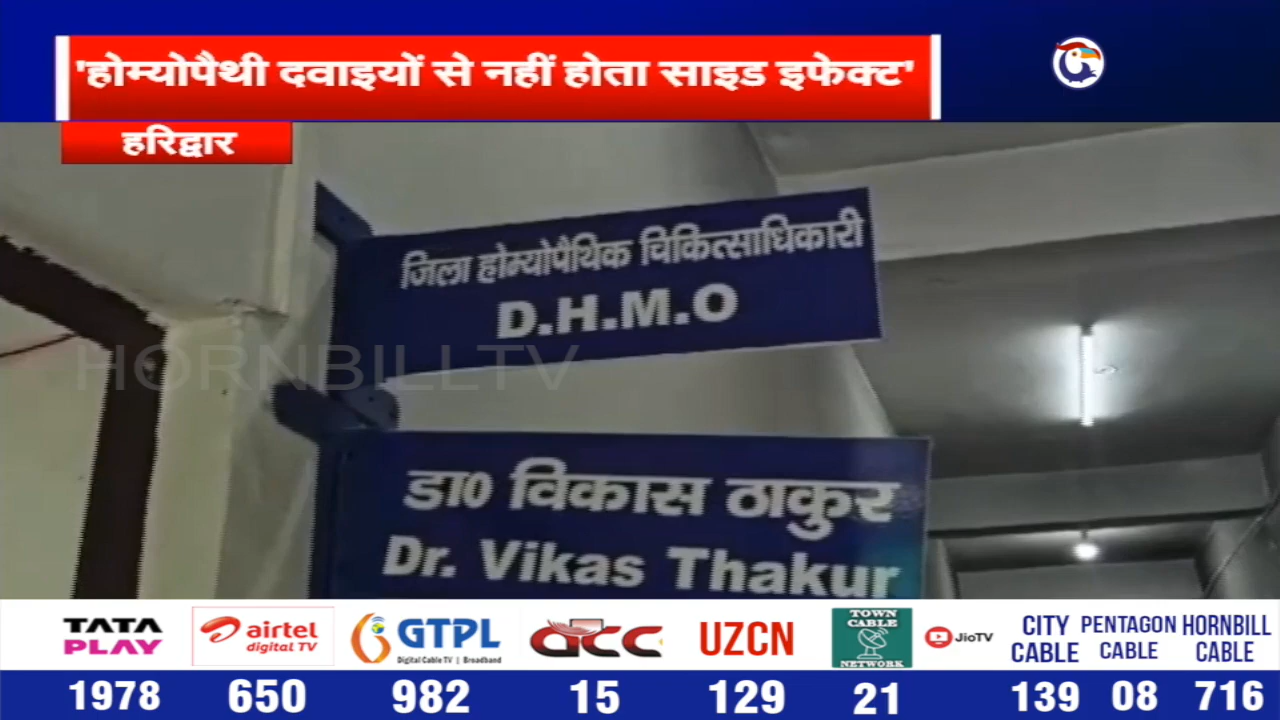 'होम्योपैथी दवाइयों से नहीं होता साइड इफेक्ट'
हरिद्वार
जिला होम्योपैथिक चिकित्साधिकारी
D.H.M.O
HORNBILLTV
डा0 विकास ठाकुर
Dr. Vikas Thakur
TATA PLAY
airtel digital TV
GTPL
Digital Cable TV | Broadband
acc
UZCN
TOWN CABLE NETWORK
JioTV
CITY CABLE
PENTAGON CABLE
HORNBILL CABLE
1978 650 982 15 129 21 139 08 716